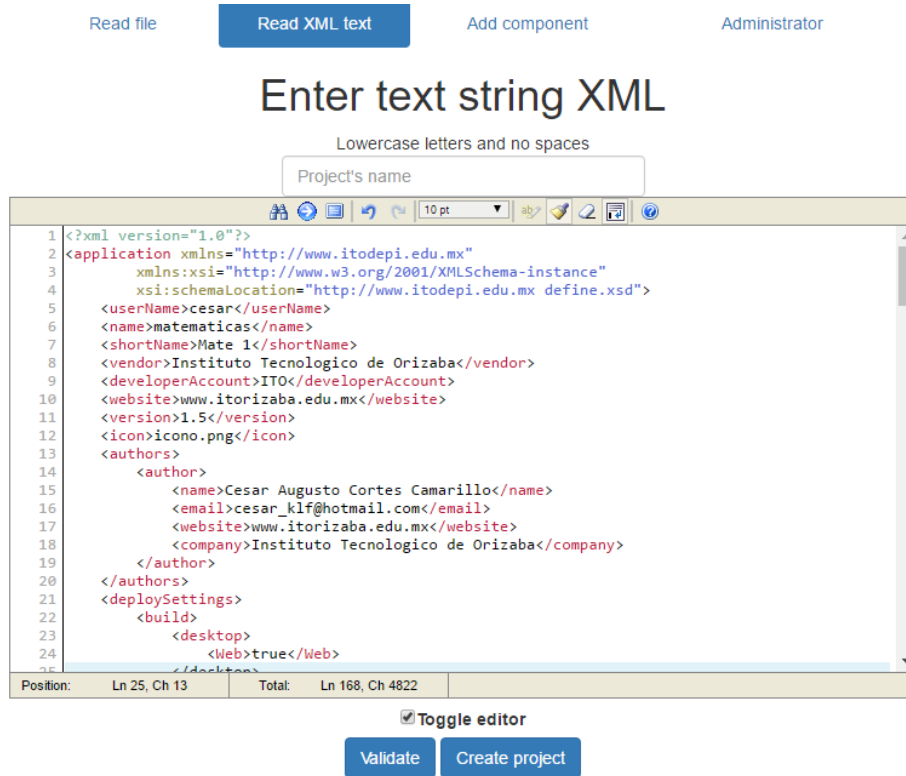 Read file Read XML text Add component Administrator
Enter text string XML
Lowercase letters and no spaces
Project's name
10 pt
1 <?xml version="1.0"?>
2 <application xmlns="http://www.itodepi.edu.mx"
3 xmlns:xsi="http://www.w3.org/2001/XMLSchema-instance"
4 xsi:schemaLocation="http://www.itodepi.edu.mx define.xsd">
5 <userName>cesar</userName>
6 <name>matematicas</name>
7 <shortName>Mate 1</shortName>
8 <vendor>Instituto Tecnologico de Orizaba</vendor>
9 <developerAccount>ITO</developerAccount>
10 <website>www.itorizaba.edu.mx</website>
11 <version>1.5</version>
12 <icon>icono.png</icon>
13 <authors>
14 <author>
15 <name>Cesar Augusto Cortes Camarillo</name>
16 <email>cesar_klf@hotmail.com</email>
17 <website>www.itorizaba.edu.mx</website>
18 <company>Instituto Tecnologico de Orizaba</company>
19 </author>
20 </authors>
21 <deploySettings>
22 <build>
23 <desktop>
24 <Web>true</Web>
25 </desktop>
Position: Ln 25, Ch 13 Total: Ln 168, Ch 4822
Toggle editor
Validate Create project